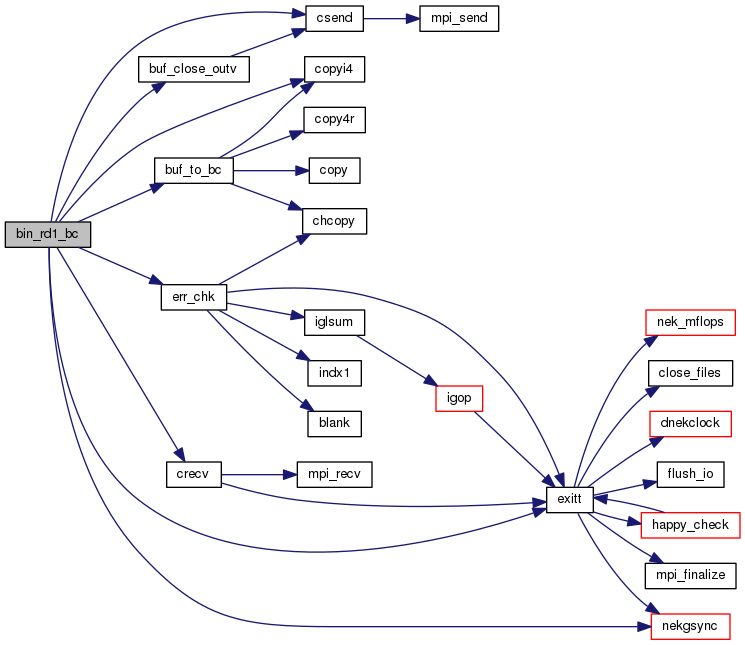 csend
mpi_send
buf_close_outv
copyi4
copy4r
buf_to_bc
copy
chcopy
bin_rd1_bc
err_chk
iglsum
nek_mflops
indx1
close_files
igop
blank
dnekclock
crecv
mpi_recv
flush_io
exitt
happy_check
mpi_finalize
nekgsync